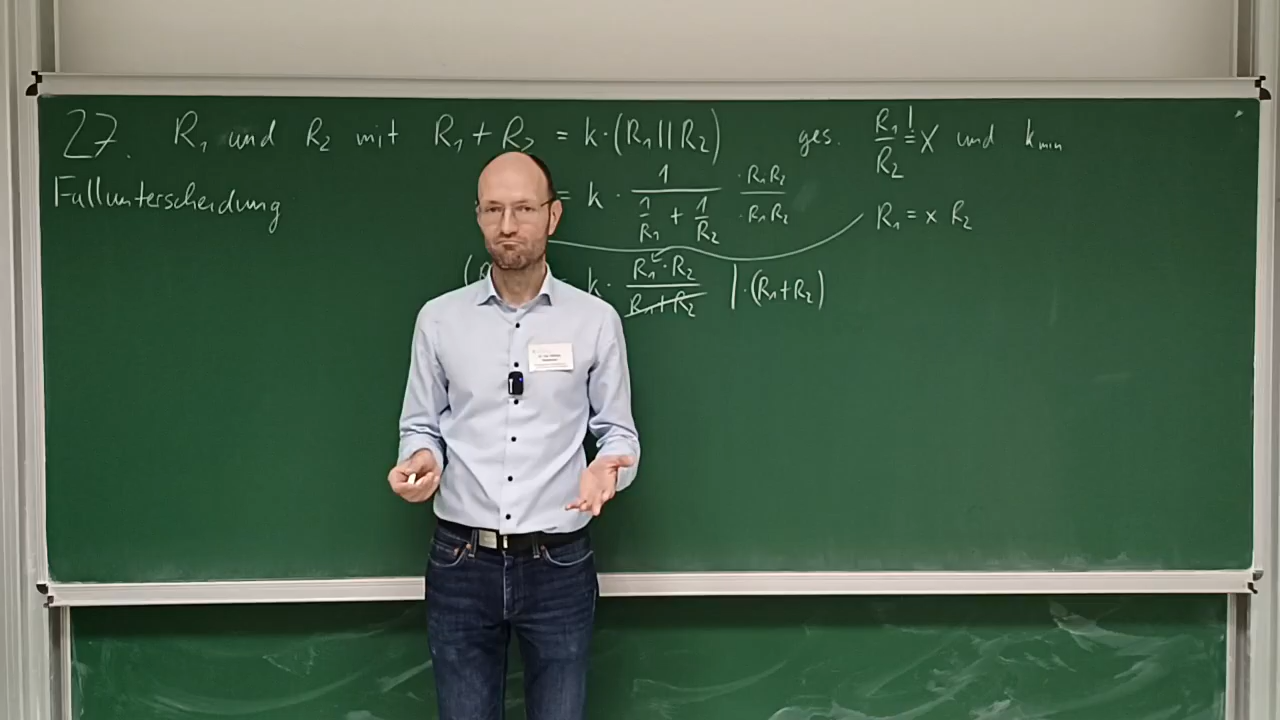 27. R₁ und R₂ mit R₁ + R₂ = k · (R₁ || R₂) ges. R₁/R₂ =! x und k min
Fallunterscheidung = k · 1/(1/R₁ + 1/R₂) · R₁R₂ / · R₁R₂ R₁ = x R₂
(R = k · R₁ · R₂ / R₁ + R₂ | · (R₁ + R₂)